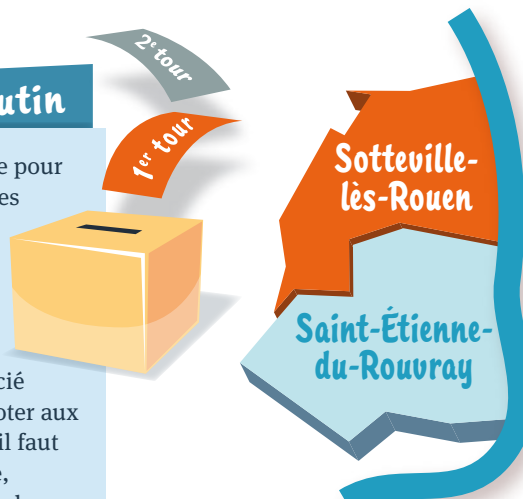 2e tour
utin
1er tour
e pour
es
Sotteville-
lès-Rouen
Saint-Étienne-
du-Rouvray
cié
oter aux
il faut